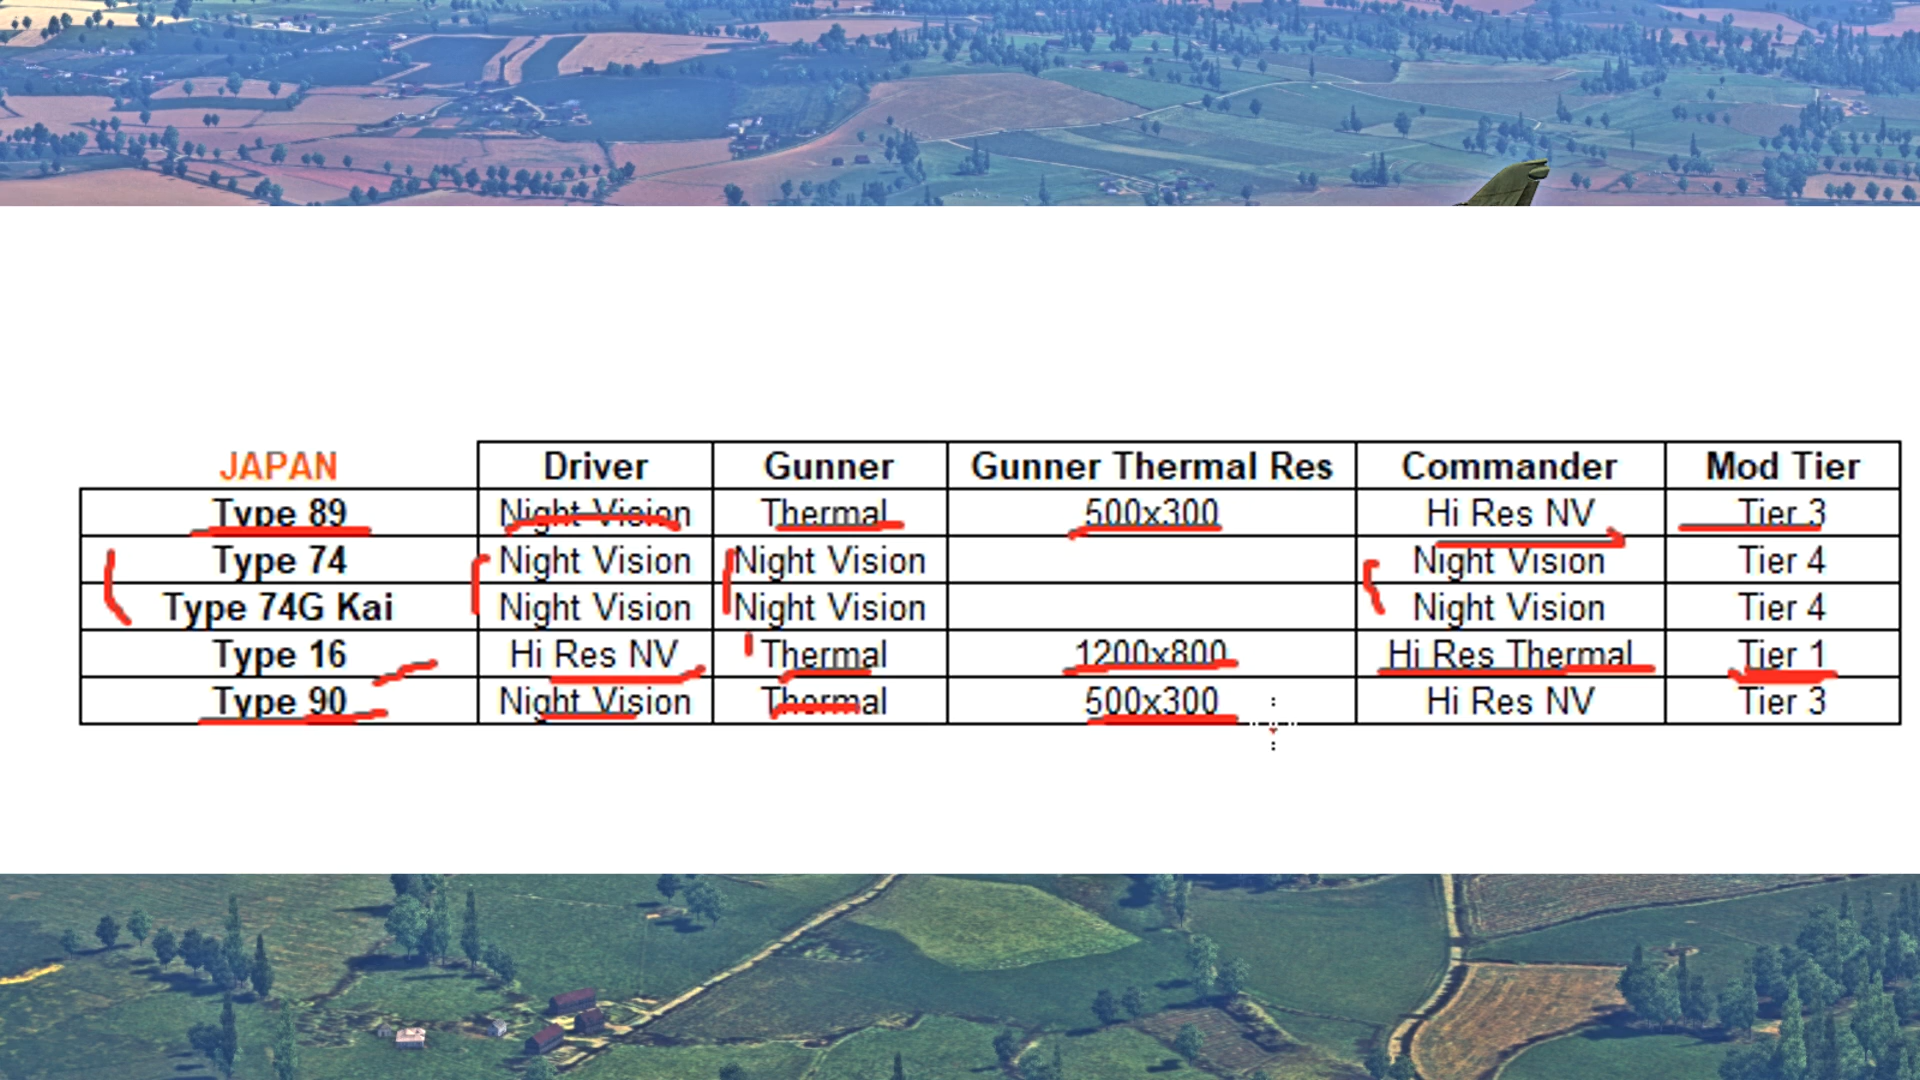 JAPAN Driver Gunner Gunner Thermal Res Commander Mod Tier
Type 89 Night Vision Thermal 500x300 Hi Res NV Tier 3
Type 74 Night Vision Night Vision Night Vision Tier 4
Type 74G Kai Night Vision Night Vision Night Vision Tier 4
Type 16 Hi Res NV Thermal 1200x800 Hi Res Thermal Tier 1
Type 90 Night Vision Thermal 500x300 Hi Res NV Tier 3